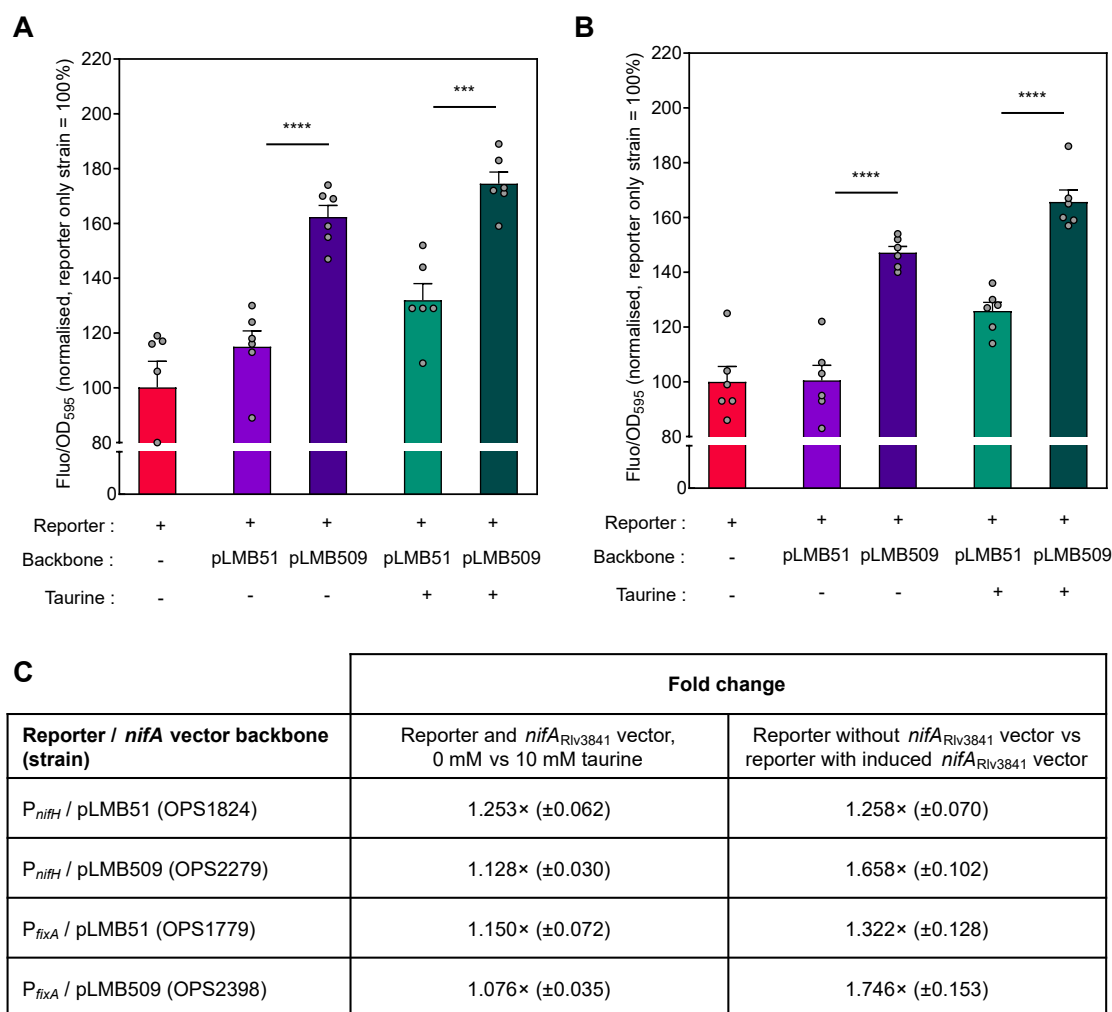 A
Fluo/OD595 (normalised, reporter only strain = 100%)
220
200
180
160
140
120
100
80
0
****
***
Reporter : + + + + +
Backbone : - pLMB51 pLMB509 pLMB51 pLMB509
Taurine : - - - + +
B
Fluo/OD595 (normalised, reporter only strain = 100%)
220
200
180
160
140
120
100
80
0
****
****
Reporter : + + + + +
Backbone : - pLMB51 pLMB509 pLMB51 pLMB509
Taurine : - - - + +
C
Fold change
Reporter / nifA vector backbone
(strain)
Reporter and nifARlv3841 vector,
0 mM vs 10 mM taurine
Reporter without nifARlv3841 vector vs
reporter with induced nifARlv3841 vector
PnifH / pLMB51 (OPS1824) 1.253× (±0.062) 1.258× (±0.070)
PnifH / pLMB509 (OPS2279) 1.128× (±0.030) 1.658× (±0.102)
PfixA / pLMB51 (OPS1779) 1.150× (±0.072) 1.322× (±0.128)
PfixA / pLMB509 (OPS2398) 1.076× (±0.035) 1.746× (±0.153)